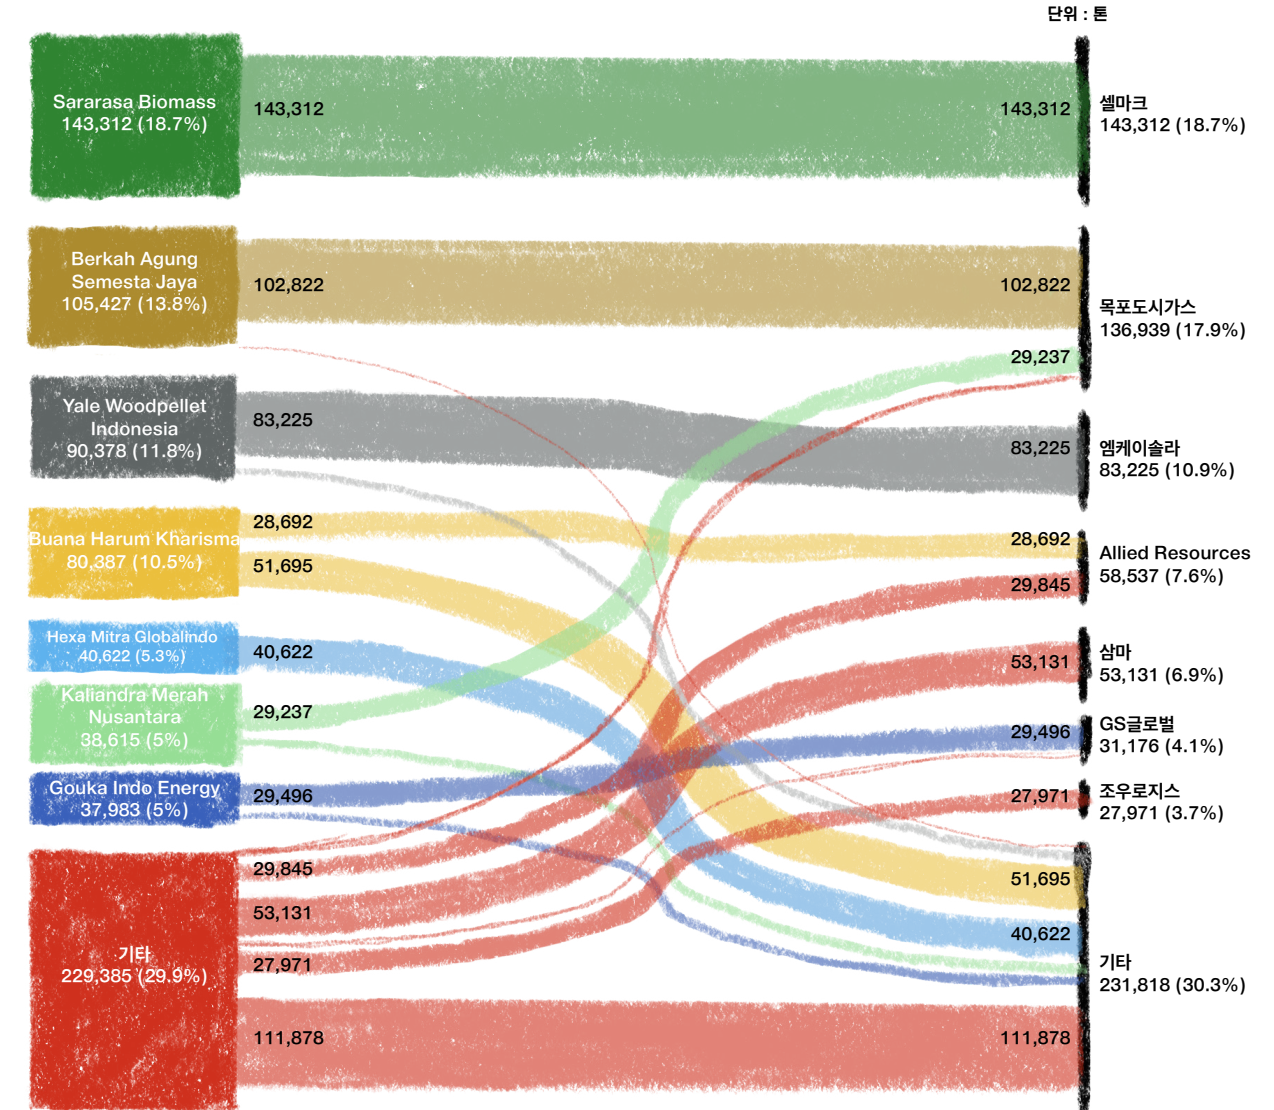 단위 : 톤
Sararasa Biomass
143,312 (18.7%)
143,312
143,312
셀마크
143,312 (18.7%)
Berkah Agung
Semesta Jaya
105,427 (13.8%)
102,822
102,822
29,237
목포도시가스
136,939 (17.9%)
Yale Woodpellet
Indonesia
90,378 (11.8%)
83,225
83,225
엠케이솔라
83,225 (10.9%)
Buana Harum Kharisma
80,387 (10.5%)
28,692
51,695
28,692
29,845
Allied Resources
58,537 (7.6%)
Hexa Mitra Globalindo
40,622 (5.3%)
40,622
53,131
삼마
53,131 (6.9%)
Kaliandra Merah
Nusantara
38,615 (5%)
29,237
29,496
GS글로벌
31,176 (4.1%)
Gouka Indo Energy
37,983 (5%)
29,496
27,971
조우로지스
27,971 (3.7%)
기타
229,385 (29.9%)
29,845
53,131
27,971
111,878
51,695
40,622
111,878
기타
231,818 (30.3%)